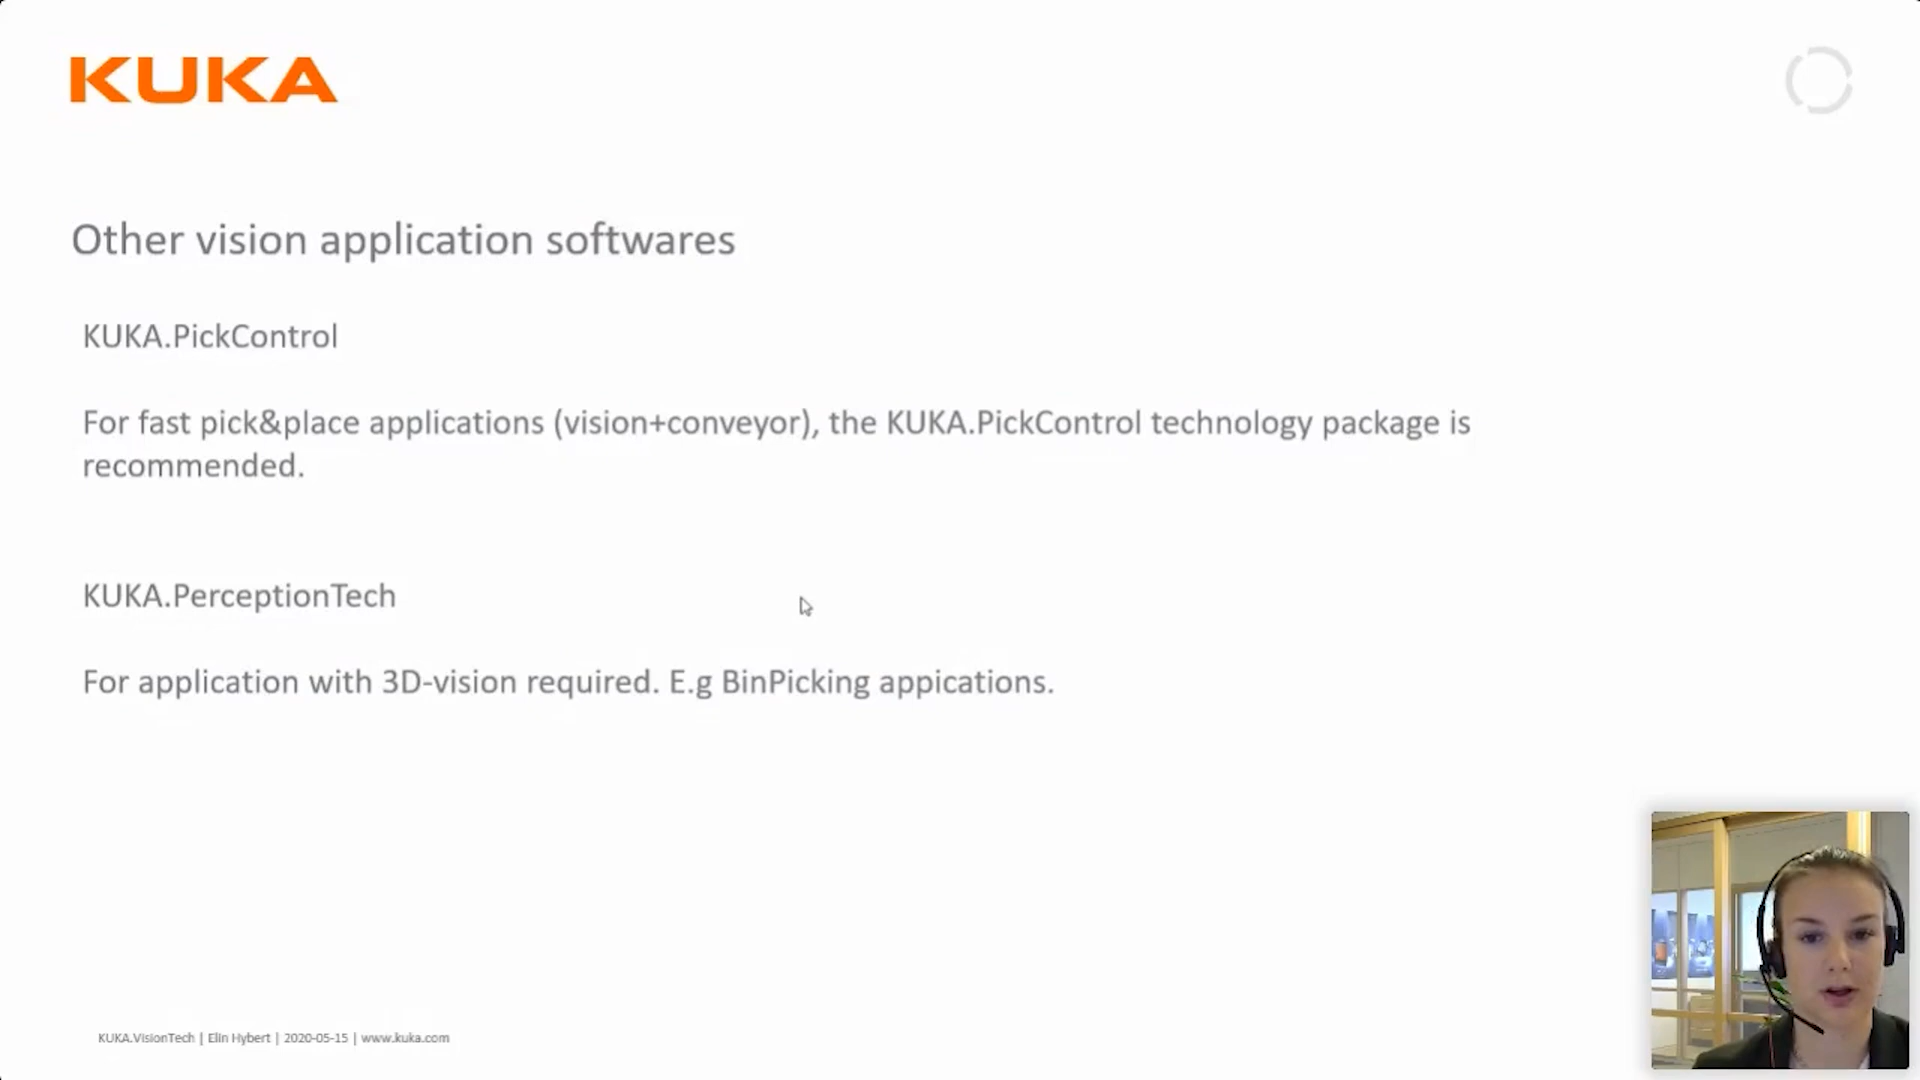 KUKA
Other vision application softwares
KUKA.PickControl
For fast pick&place applications (vision+conveyor), the KUKA.PickControl technology package is
recommended.
KUKA.PerceptionTech
For application with 3D-vision required. E.g BinPicking appications.
KUKA.VisionTech | Elin Hybert | 2020-05-15 | www.kuka.com